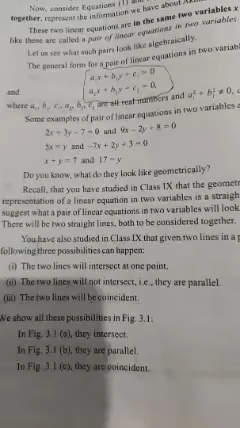 Now, consider Equations (1) and
together, represent the information we have about
These two linear equations are in the same two variables x
like these are called a pair of linear equations in two variables.
Let us see what such pairs look like algebraically.
The general form for a pair of linear equations in two variabl
a₁x + b₁y + c₁ = 0
and a₂x + b₂y + c₂ = 0,
where a₁, b₁, c₁, a₂, b₂, c₂ are all real numbers and a₁² + b₁² ≠ 0,
Some examples of pair of linear equations in two variables a
2x + 3y – 7 = 0 and 9x – 2y + 8 = 0
5x = y and –7x + 2y + 3 = 0
x + y = 7 and 17 = y
Do you know, what do they look like geometrically?
Recall, that you have studied in Class IX that the geometr
representation of a linear equation in two variables is a straigh
suggest what a pair of linear equations in two variables will look
There will be two straight lines, both to be considered together.
You have also studied in Class IX that given two lines in a p
following three possibilities can happen:
(i) The two lines will intersect at one point.
(ii) The two lines will not intersect, i.e., they are parallel.
(iii) The two lines will be coincident.
We show all these possibilities in Fig. 3.1:
In Fig. 3.1 (a), they intersect.
In Fig. 3.1 (b), they are parallel.
In Fig. 3.1 (c), they are coincident.